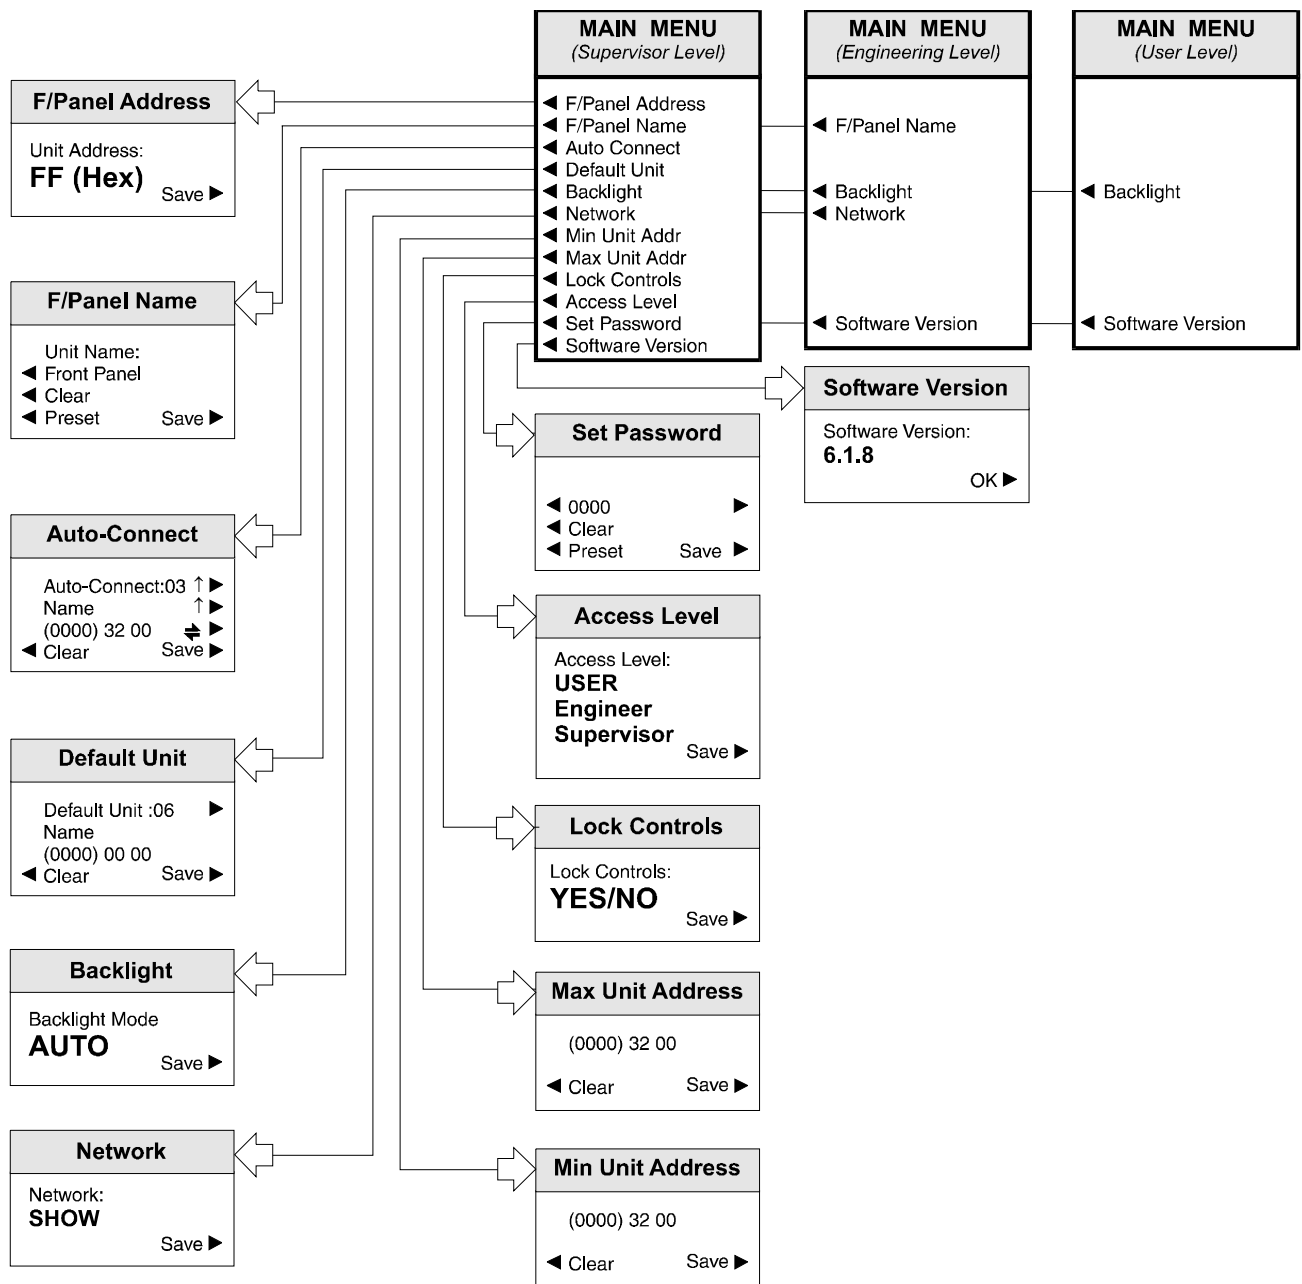 MAIN MENU
(Supervisor Level)
F/Panel Address
F/Panel Name
Auto Connect
Default Unit
Backlight
Network
Min Unit Addr
Max Unit Addr
Lock Controls
Access Level
Set Password
Software Version
MAIN MENU
(Engineering Level)
F/Panel Name
Backlight
Network
Software Version
MAIN MENU
(User Level)
Backlight
Software Version
F/Panel Address
Unit Address:
FF (Hex)
Save
F/Panel Name
Unit Name:
Front Panel
Clear
Preset Save
Auto-Connect
Auto-Connect:03 ↑
Name ↑
(0000) 32 00 ⇌
Clear Save
Default Unit
Default Unit :06
Name
(0000) 00 00
Clear Save
Backlight
Backlight Mode
AUTO
Save
Network
Network:
SHOW
Save
Software Version
Software Version:
6.1.8
OK
Set Password
0000
Clear
Preset Save
Access Level
Access Level:
USER
Engineer
Supervisor
Save
Lock Controls
Lock Controls:
YES/NO
Save
Max Unit Address
(0000) 32 00
Clear Save
Min Unit Address
(0000) 32 00
Clear Save